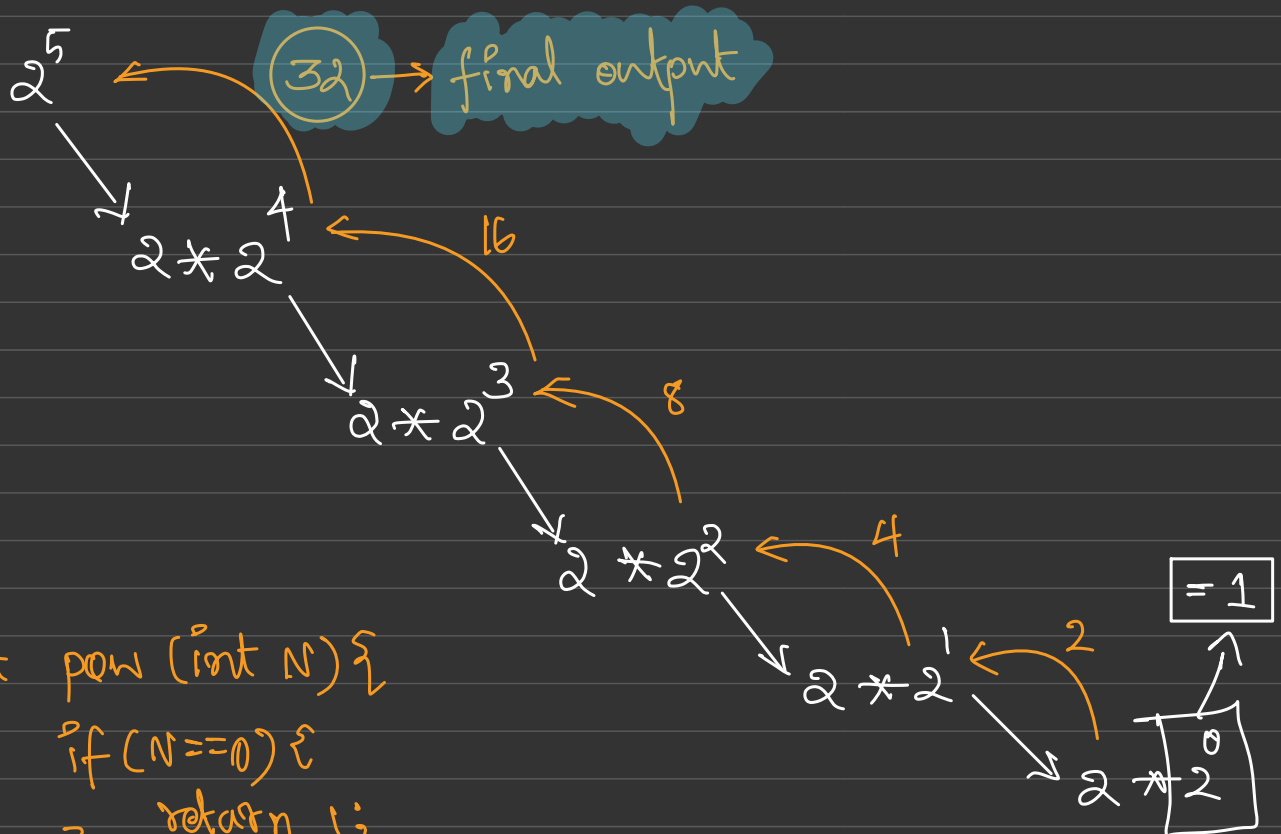 2^5
32 → final output
2 * 2^4
16
2 * 2^3
8
2 * 2^2
4
= 1
2 * 2^1
2
2 * 2^0
pow (int N) {
if (N==0) {
return 1;